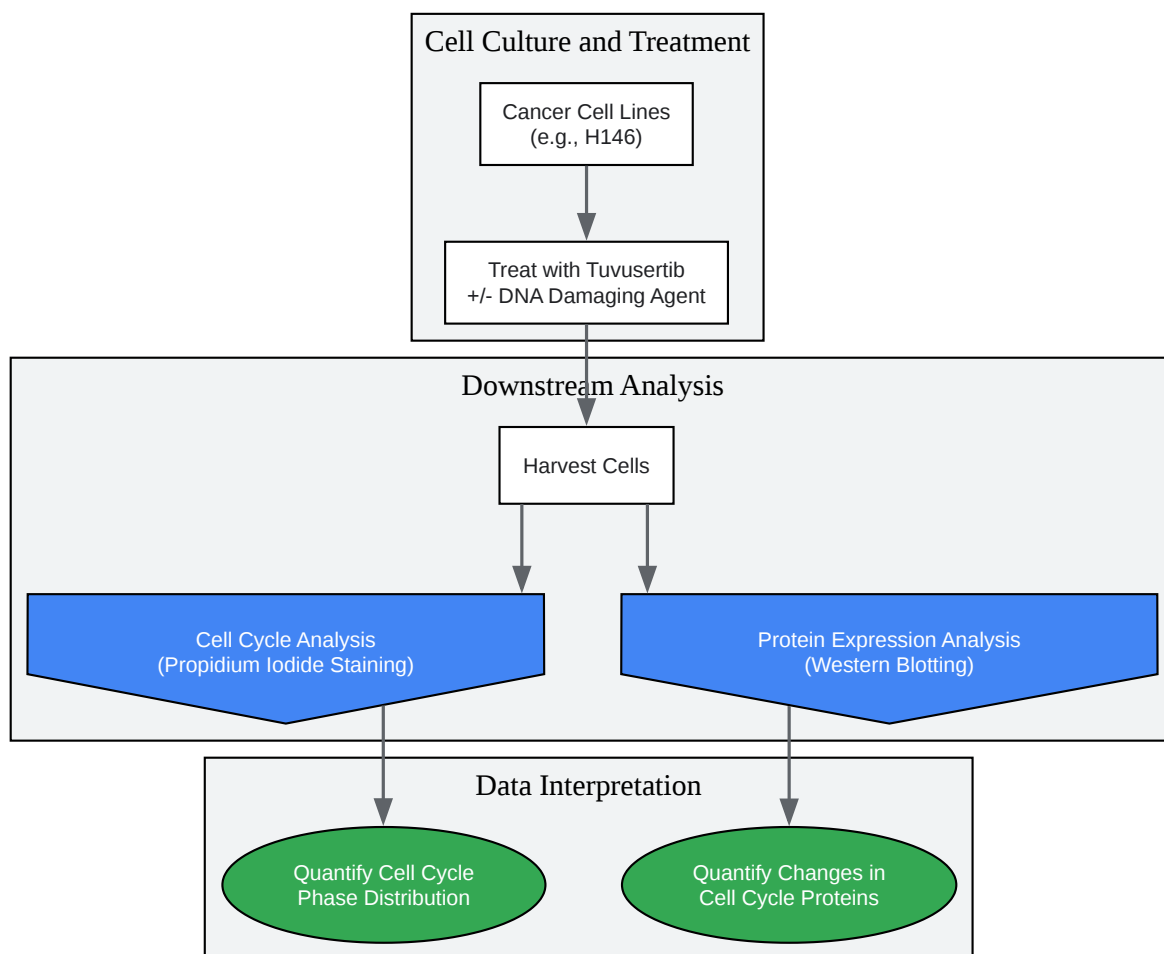 Cell Culture and Treatment
Cancer Cell Lines
(e.g., H146)
Treat with Tuvusertib
+/- DNA Damaging Agent
Downstream Analysis
Harvest Cells
Cell Cycle Analysis
(Propidium Iodide Staining)
Protein Expression Analysis
(Western Blotting)
Data Interpretation
Quantify Cell Cycle
Phase Distribution
Quantify Changes in
Cell Cycle Proteins